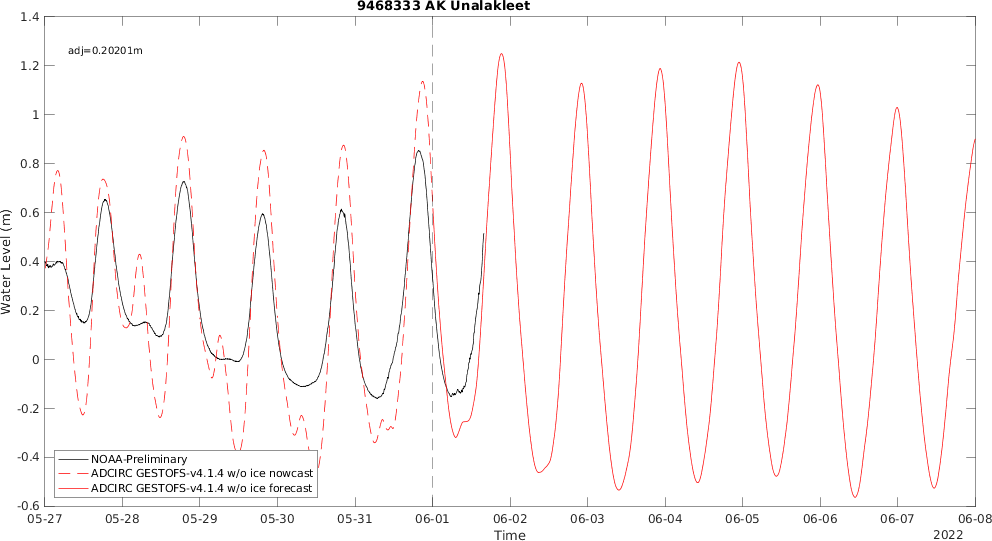 9468333 AK Unalakleet
adj=0.20201m
Water Level (m)
1.4
1.2
1
0.8
0.6
0.4
0.2
0
-0.2
-0.4
-0.6
NOAA-Preliminary
ADCIRC GESTOFS-v4.1.4 w/o ice nowcast
ADCIRC GESTOFS-v4.1.4 w/o ice forecast
05-27 05-28 05-29 05-30 05-31 06-01 06-02 06-03 06-04 06-05 06-06 06-07 06-08
Time
2022